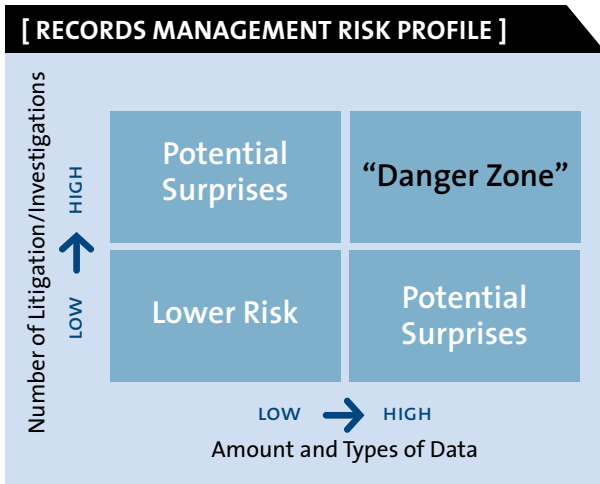 [ RECORDS MANAGEMENT RISK PROFILE ]
Number of Litigation/Investigations
HIGH
LOW
Potential
Surprises
“Danger Zone”
Lower Risk
Potential
Surprises
LOW
HIGH
Amount and Types of Data